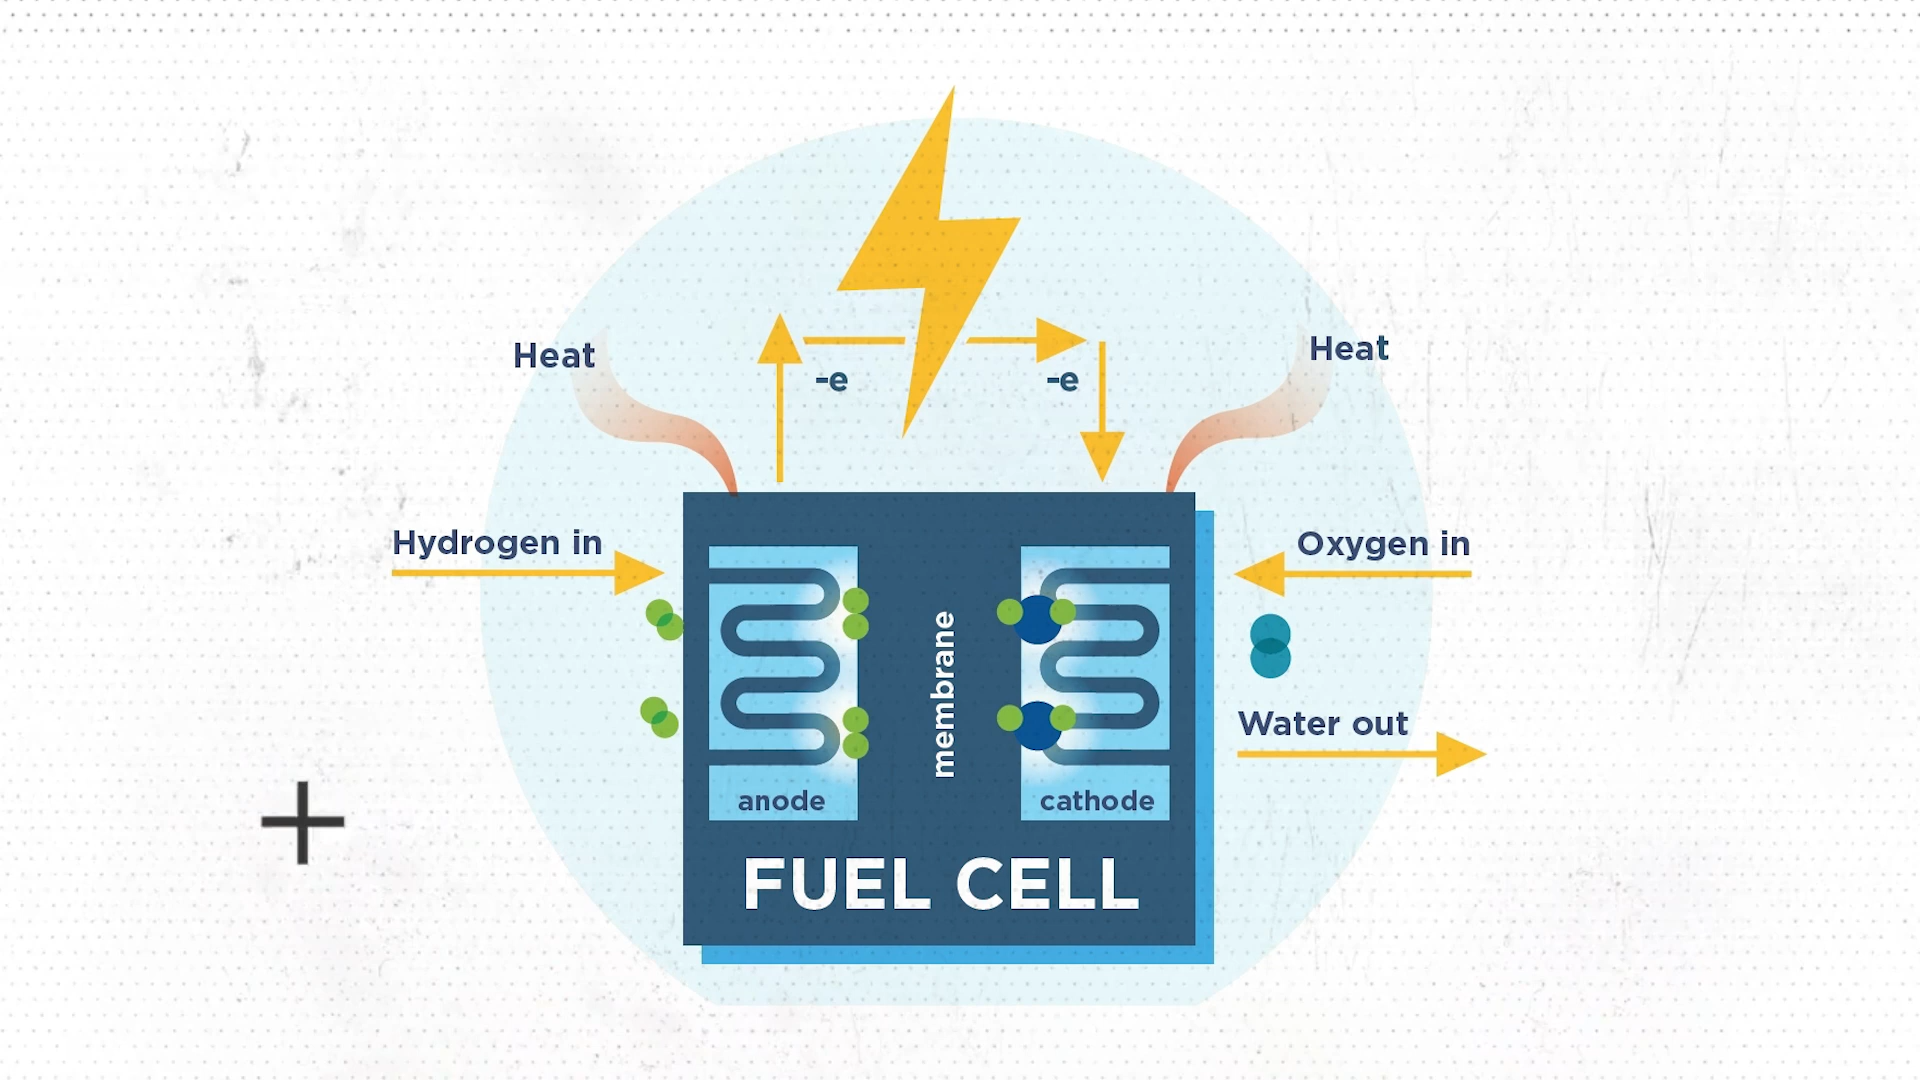 Heat
Heat
-e
-e
Hydrogen in
Oxygen in
membrane
Water out
anode
cathode
FUEL CELL